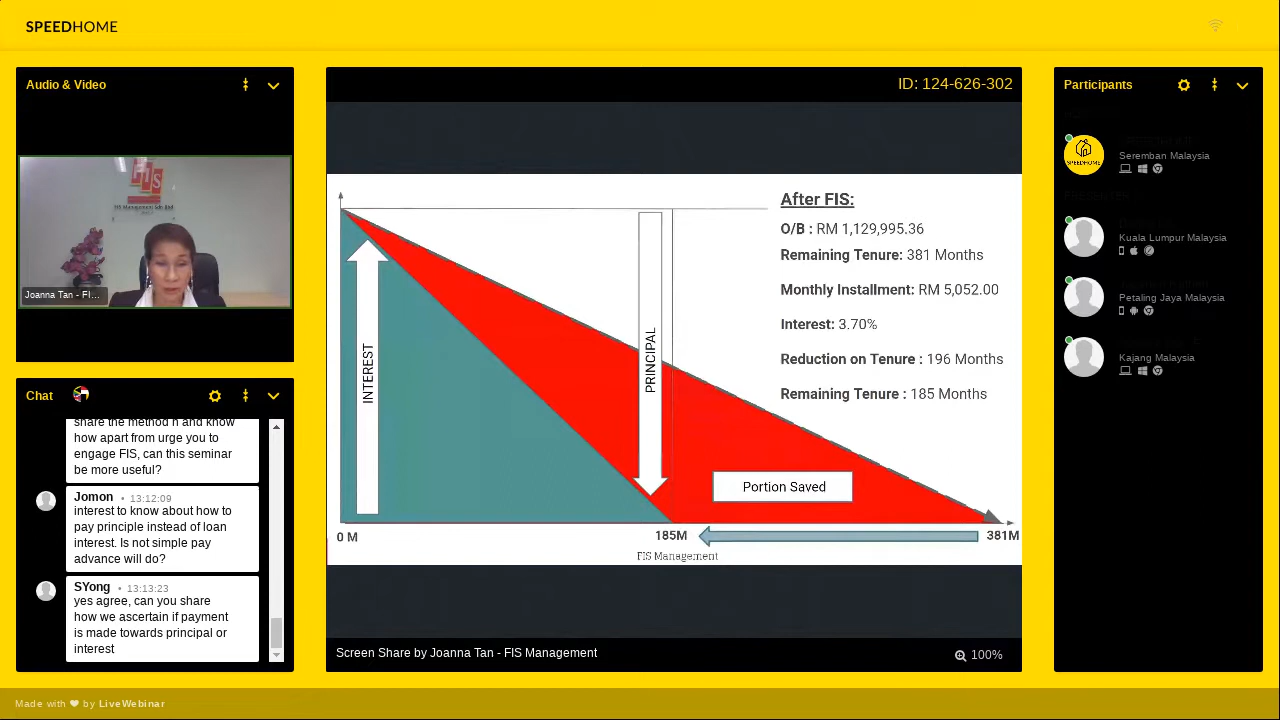 SPEEDHOME
Audio & Video
FIS
FIS Management Sdn Bhd
Joanna Tan - FI...
Chat
share the method n and know
how apart from urge you to
engage FIS, can this seminar
be more useful?
Jomon • 13:12:09
interest to know about how to
pay principle instead of loan
interest. Is not simple pay
advance will do?
SYong • 13:13:23
yes agree, can you share
how we ascertain if payment
is made towards principal or
interest
ID: 124-626-302
After FIS:
O/B : RM 1,129,995.36
Remaining Tenure: 381 Months
Monthly Installment: RM 5,052.00
Interest: 3.70%
Reduction on Tenure : 196 Months
Remaining Tenure : 185 Months
INTEREST
PRINCIPAL
Portion Saved
0 M
185M
381M
FIS Management
Screen Share by Joanna Tan - FIS Management
100%
Participants
SPEEDHOME
Seremban Malaysia
Kuala Lumpur Malaysia
Petaling Jaya Malaysia
Kajang Malaysia
Made with ❤ by LiveWebinar